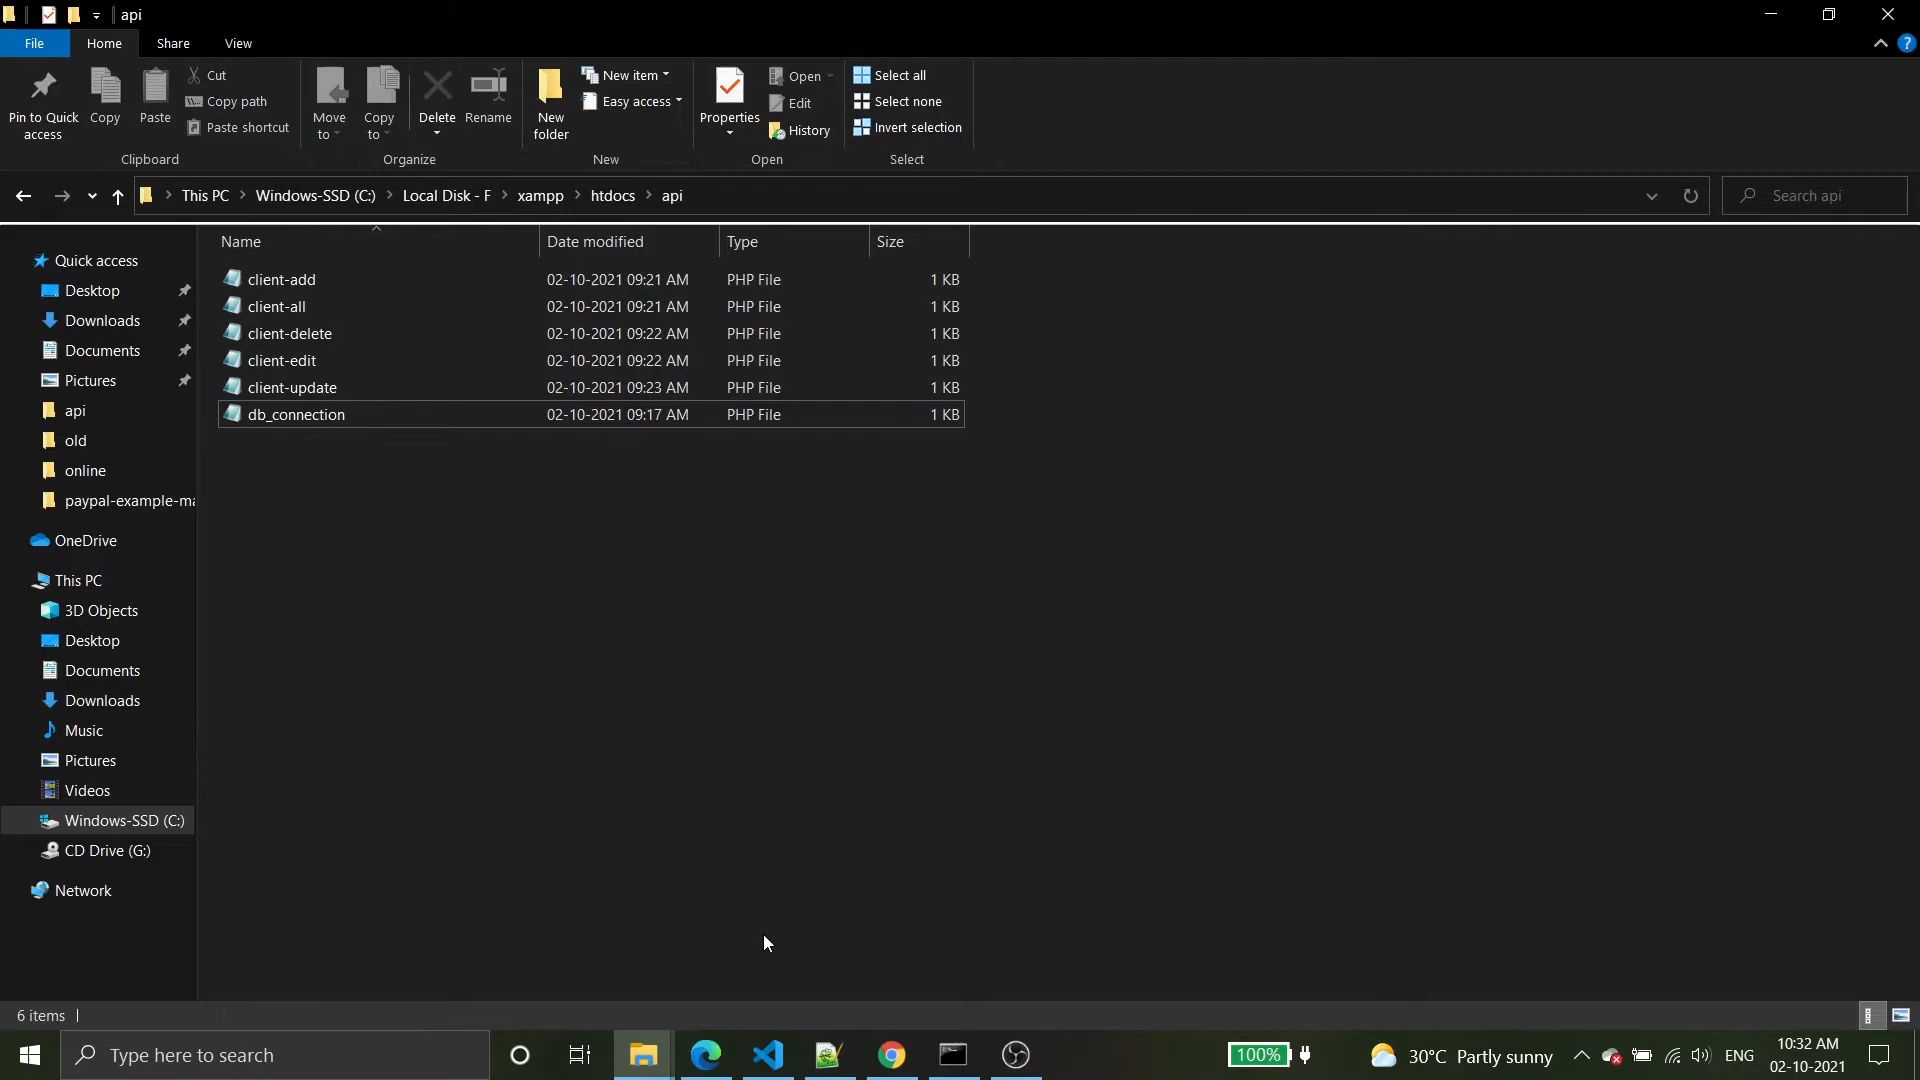 api
File Home Share View
Pin to Quick access
Copy
Paste
Cut
Copy path
Paste shortcut
Clipboard
Move to
Copy to
Delete
Rename
Organize
New folder
New item
Easy access
New
Properties
Open
Edit
History
Open
Select all
Select none
Invert selection
Select
This PC Windows-SSD (C:) Local Disk - F xampp htdocs api
Search api
Name Date modified Type Size
client-add 02-10-2021 09:21 AM PHP File 1 KB
client-all 02-10-2021 09:21 AM PHP File 1 KB
client-delete 02-10-2021 09:22 AM PHP File 1 KB
client-edit 02-10-2021 09:22 AM PHP File 1 KB
client-update 02-10-2021 09:23 AM PHP File 1 KB
db_connection 02-10-2021 09:17 AM PHP File 1 KB
Quick access
Desktop
Downloads
Documents
Pictures
api
old
online
paypal-example-ma
OneDrive
This PC
3D Objects
Desktop
Documents
Downloads
Music
Pictures
Videos
Windows-SSD (C:)
CD Drive (G:)
Network
6 items
Type here to search
100%
30°C Partly sunny
ENG
10:32 AM
02-10-2021